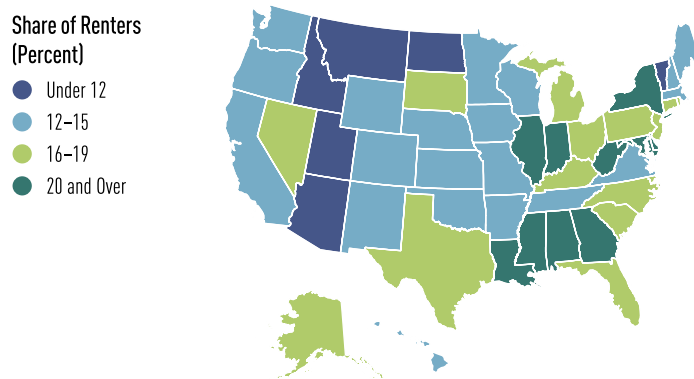 Share of Renters
(Percent)
Under 12
12–15
16–19
20 and Over